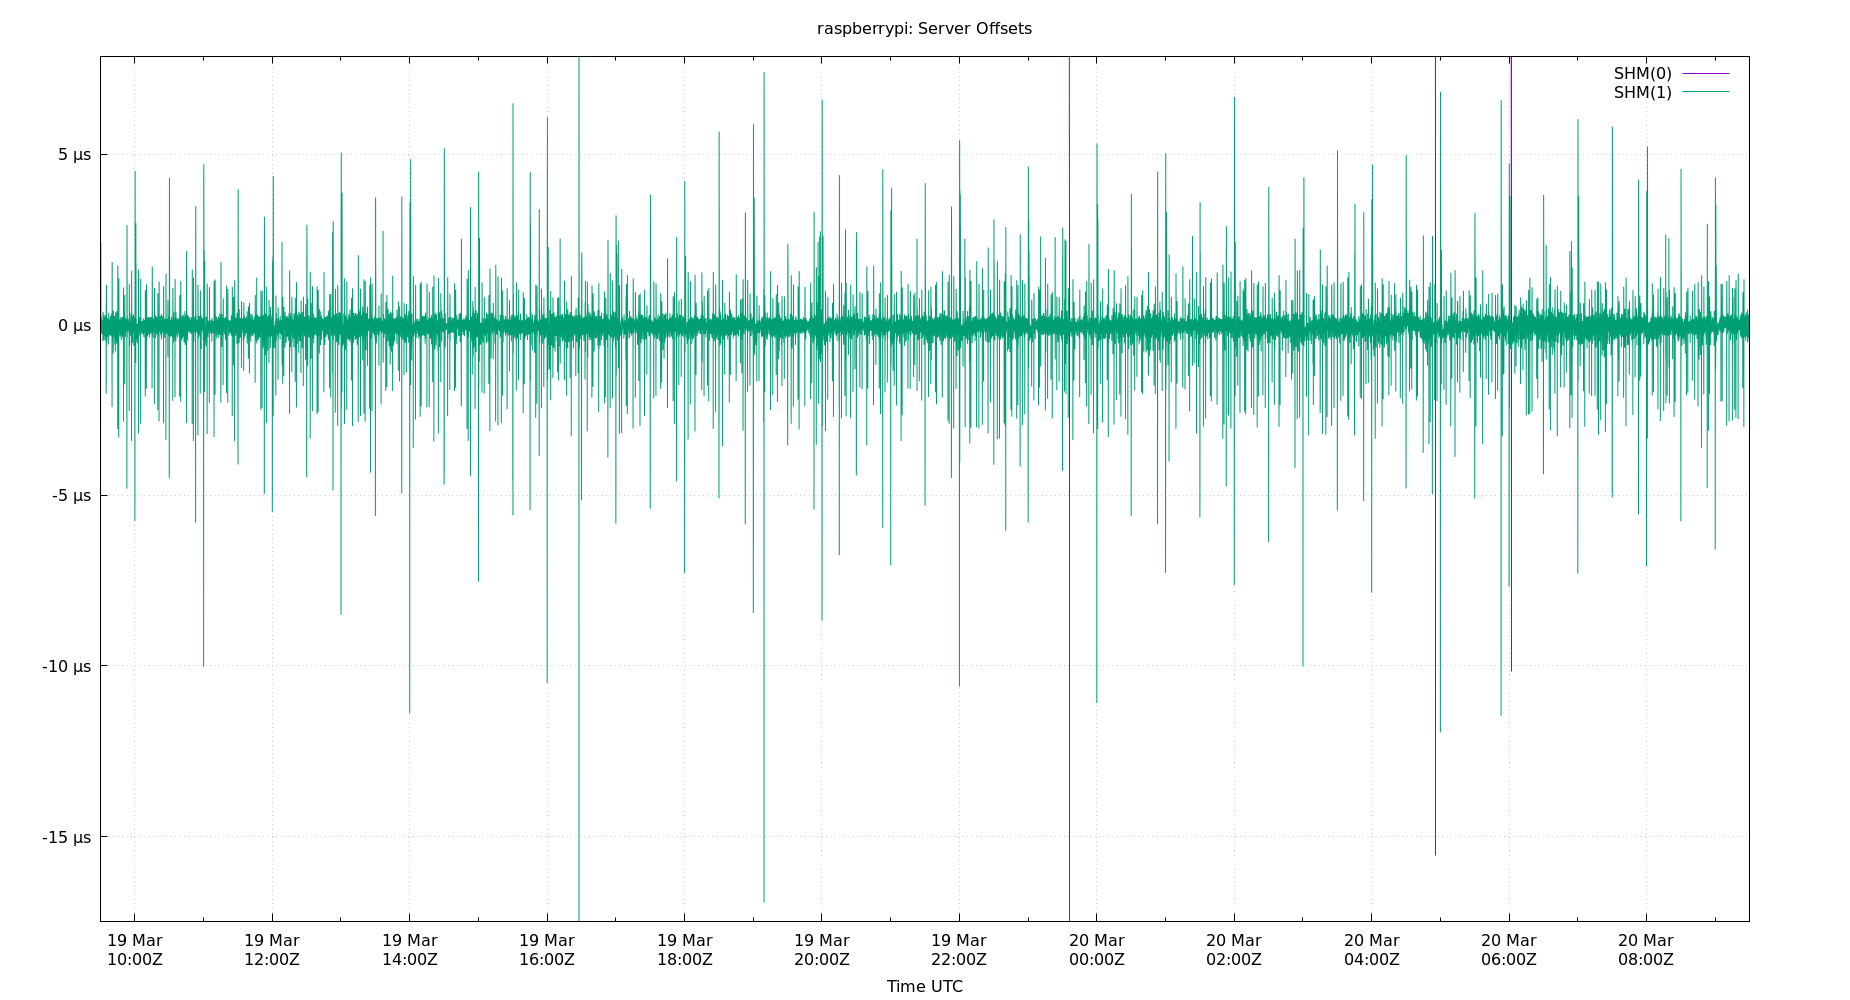 raspberrypi: Server Offsets
SHM(0)
SHM(1)
5 µs
0 µs
-5 µs
-10 µs
-15 µs
19 Mar 19 Mar 19 Mar 19 Mar 19 Mar 19 Mar 19 Mar 20 Mar 20 Mar 20 Mar 20 Mar 20 Mar
10:00Z 12:00Z 14:00Z 16:00Z 18:00Z 20:00Z 22:00Z 00:00Z 02:00Z 04:00Z 06:00Z 08:00Z
Time UTC